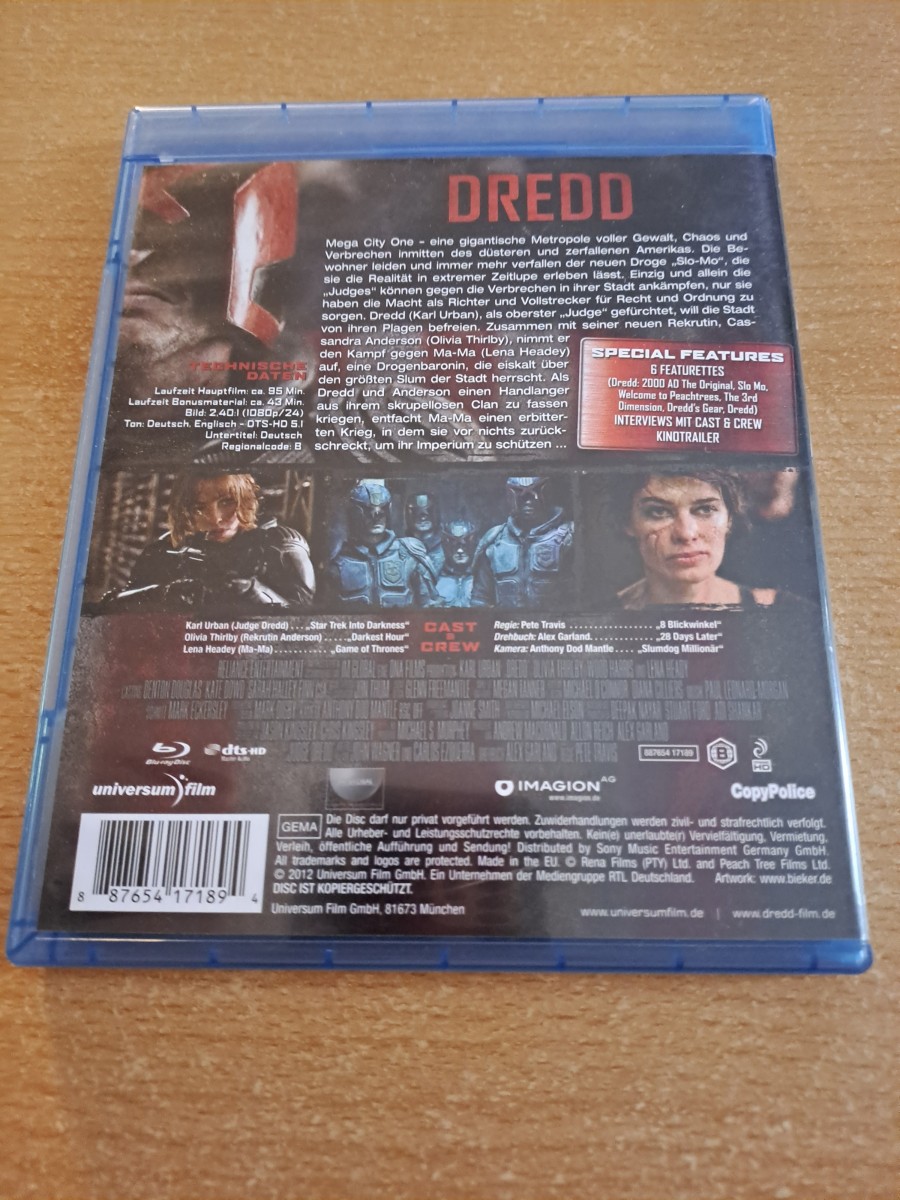 DREDD
Mega City One – eine gigantische Metropole voller Gewalt, Chaos und
Verbrechen inmitten des düsteren und zerfallenen Amerikas. Die Be-
wohner leiden und immer mehr verfallen der neuen Droge „Slo-Mo“, die
sie die Realität in extremer Zeitlupe erleben lässt. Einzig und allein die
„Judges“ können gegen die Verbrechen in ihrer Stadt ankämpfen, nur sie
haben die Macht als Richter und Vollstrecker für Recht und Ordnung zu
sorgen. Dredd (Karl Urban), als oberster „Judge“ gefürchtet, will die Stadt
von ihren Plagen befreien. Zusammen mit seiner neuen Rekrutin, Cas-
sandra Anderson (Olivia Thirlby), nimmt er
den Kampf gegen Ma-Ma (Lena Headey)
auf, eine Drogenbaronin, die eiskalt über
den größten Slum der Stadt herrscht. Als
Dredd und Anderson einen Handlanger
aus ihrem skrupellosen Clan zu fassen
kriegen, entfacht Ma-Ma einen erbitter-
ten Krieg, in dem sie vor nichts zurück-
schreckt, um ihr Imperium zu schützen ...
TECHNISCHE
DATEN
Laufzeit Hauptfilm: ca. 95 Min.
Laufzeit Bonusmaterial: ca. 43 Min.
Bild: 2.40:1 (1080p/24)
Ton: Deutsch, Englisch - DTS-HD 5.1
Untertitel: Deutsch
Regionalcode: B
SPECIAL FEATURES
6 FEATURETTES
(Dredd: 2000 AD The Original, Slo Mo,
Welcome to Peachtrees, The 3rd
Dimension, Dredd's Gear, Dredd)
INTERVIEWS MIT CAST & CREW
KINOTRAILER
Karl Urban (Judge Dredd) . . . „Star Trek Into Darkness“
Olivia Thirlby (Rekrutin Anderson) . . . . . „Darkest Hour“
Lena Headey (Ma-Ma) . . . . . . . . . „Game of Thrones“
CAST
&
CREW
Regie: Pete Travis . . . . . . . . . . . . . . . . . „8 Blickwinkel“
Drehbuch: Alex Garland. . . . . . . . . . . . . „28 Days Later“
Kamera: Anthony Dod Mantle . . . . „Slumdog Millionär“
Blu-ray Disc
dts-HD
Master Audio
887654 17189
B
HD
universum film
IMAGION AG
www.imagion.de
CopyPolice
GEMA
Die Disc darf nur privat vorgeführt werden. Zuwiderhandlungen werden zivil- und strafrechtlich verfolgt.
Alle Urheber- und Leistungsschutzrechte vorbehalten. Kein(e) unerlaubte(r) Vervielfältigung, Vermietung,
Verleih, öffentliche Aufführung und Sendung! Distributed by Sony Music Entertainment Germany GmbH.
All trademarks and logos are protected. Made in the EU. © Rena Films (PTY) Ltd. and Peach Tree Films Ltd.
© 2012 Universum Film GmbH. Ein Unternehmen der Mediengruppe RTL Deutschland. Artwork: www.bieker.de
DISC IST KOPIERGESCHÜTZT.
8 87654 17189 4
Universum Film GmbH, 81673 München
www.universumfilm.de | www.dredd-film.de